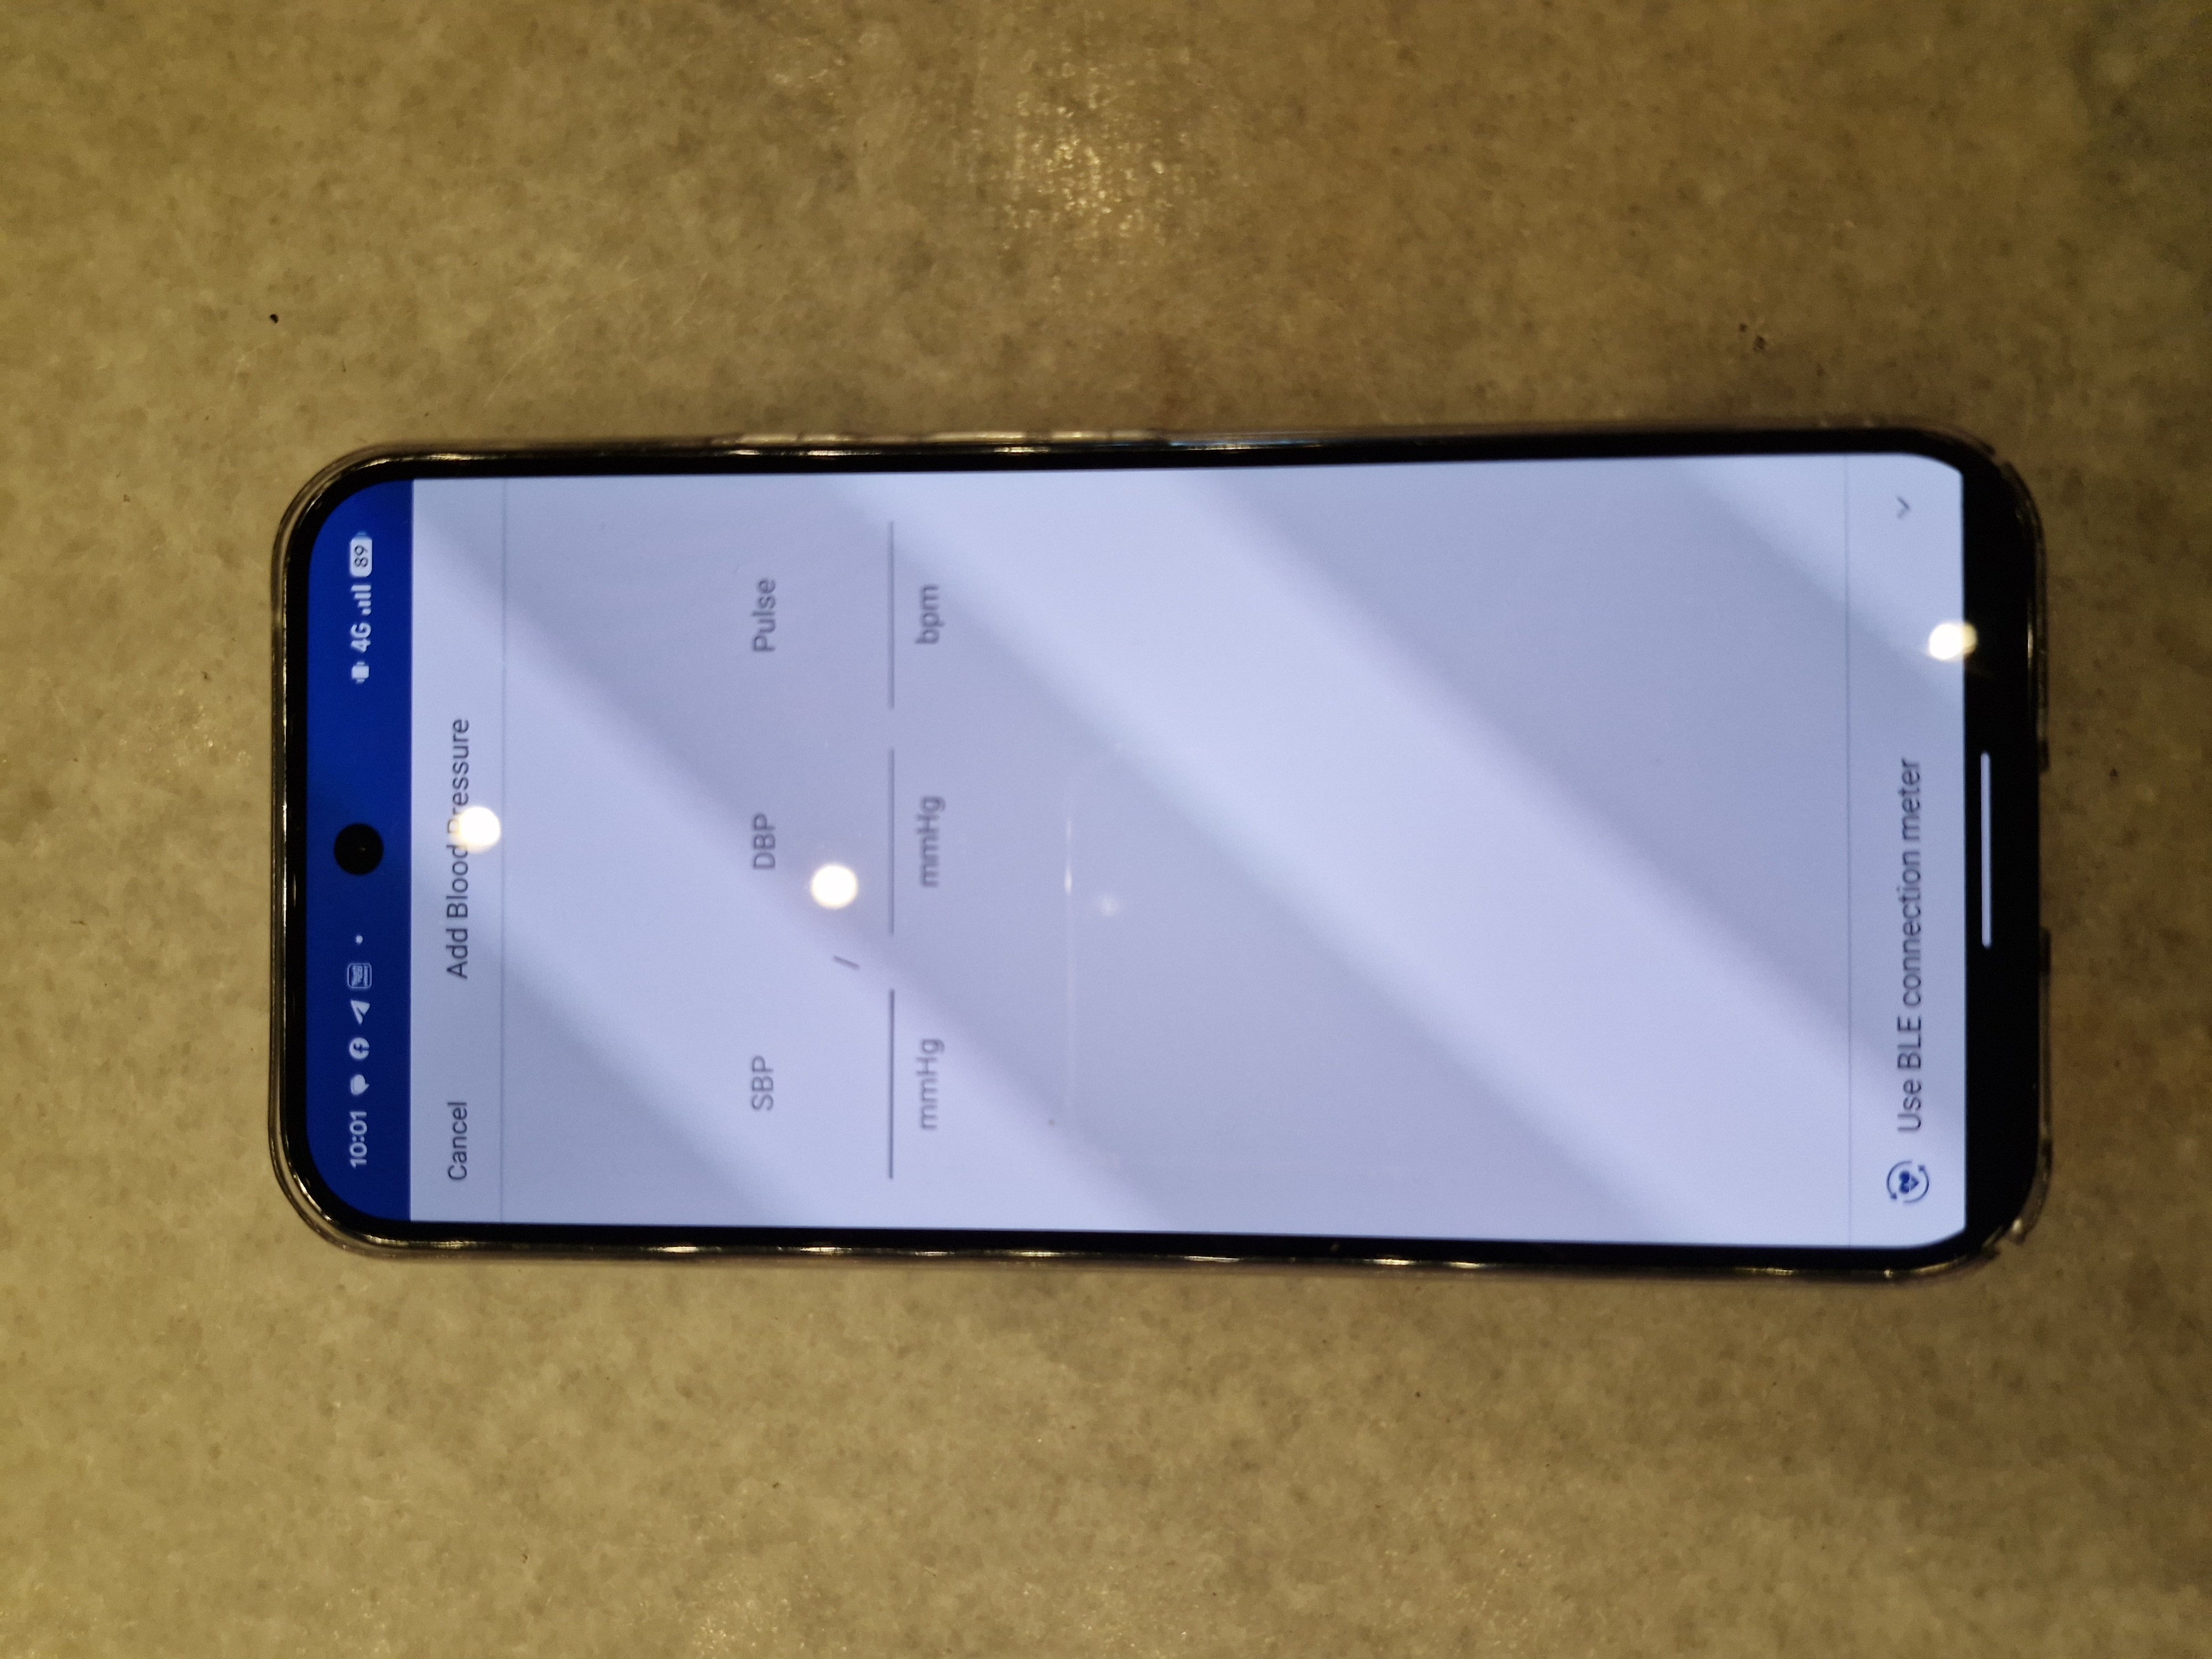 10:01 4G 89
Cancel Add Blood Pressure
SBP DBP Pulse
/
mmHg mmHg bpm
Use BLE connection meter